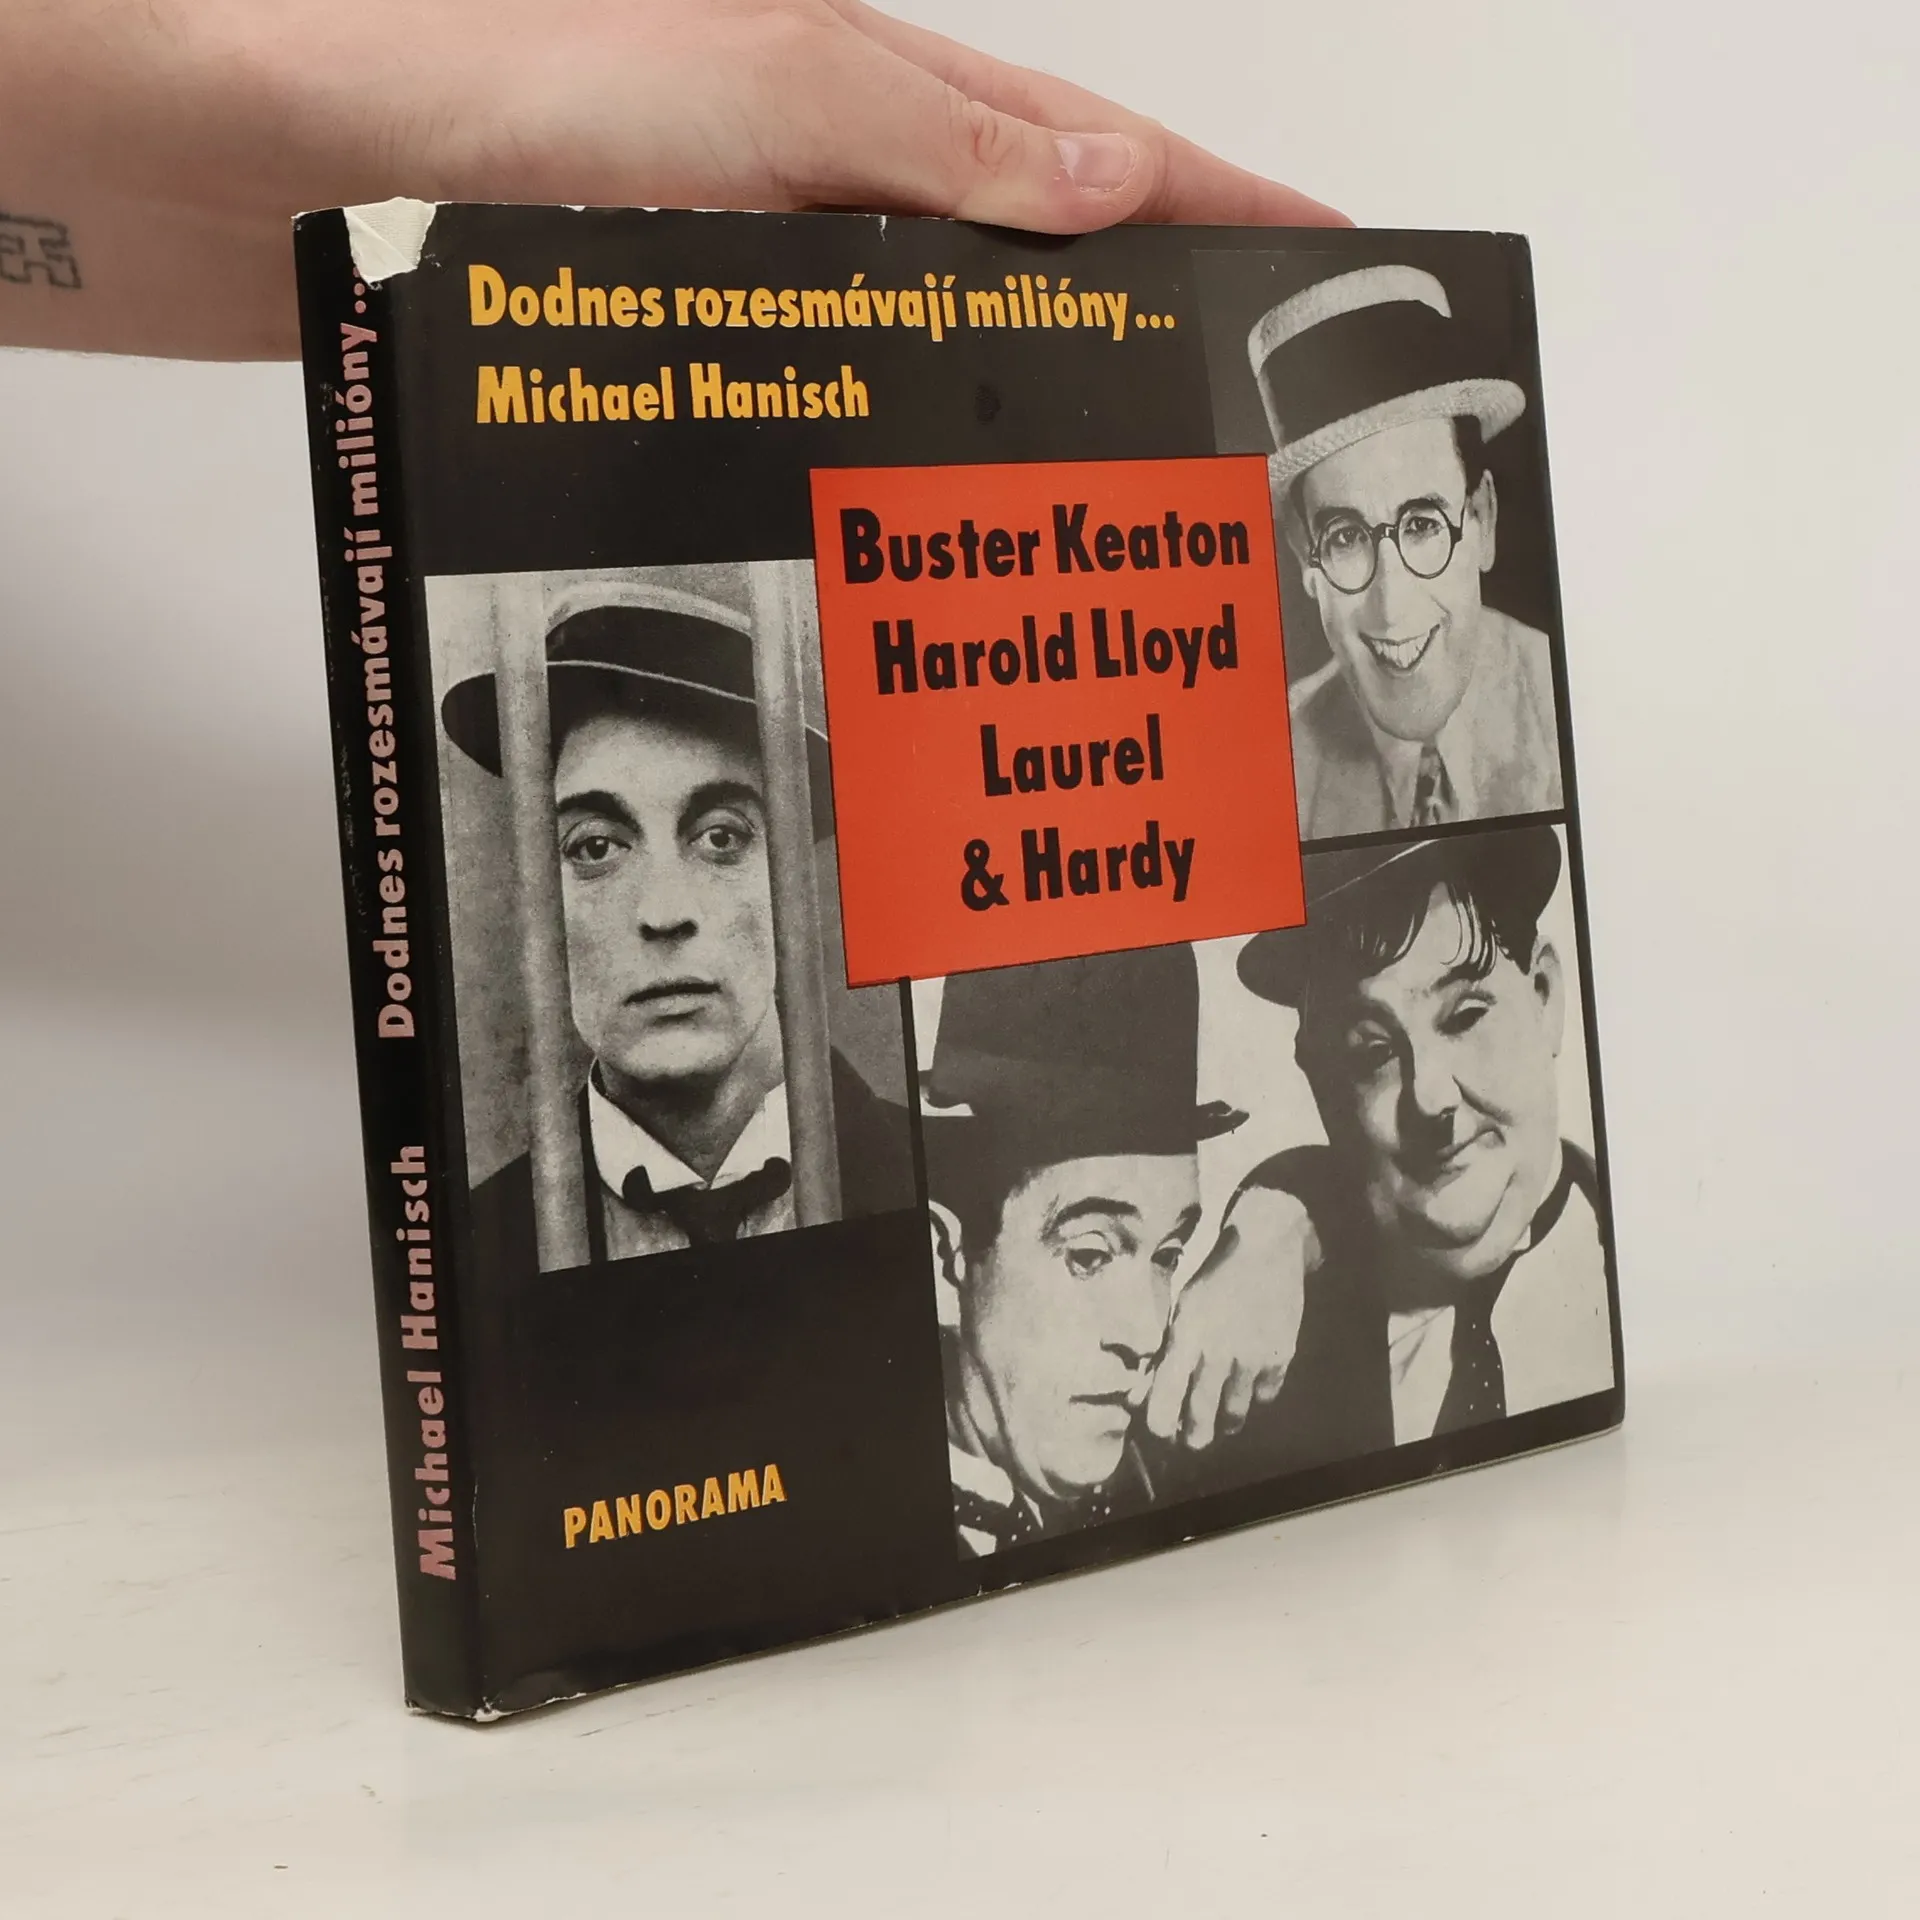 Dodnes rozesmávají milióny...
Michael Hanisch
Buster Keaton
Harold Lloyd
Laurel
& Hardy
PANORAMA
Michael Hanisch Dodnes rozesmávají milióny...